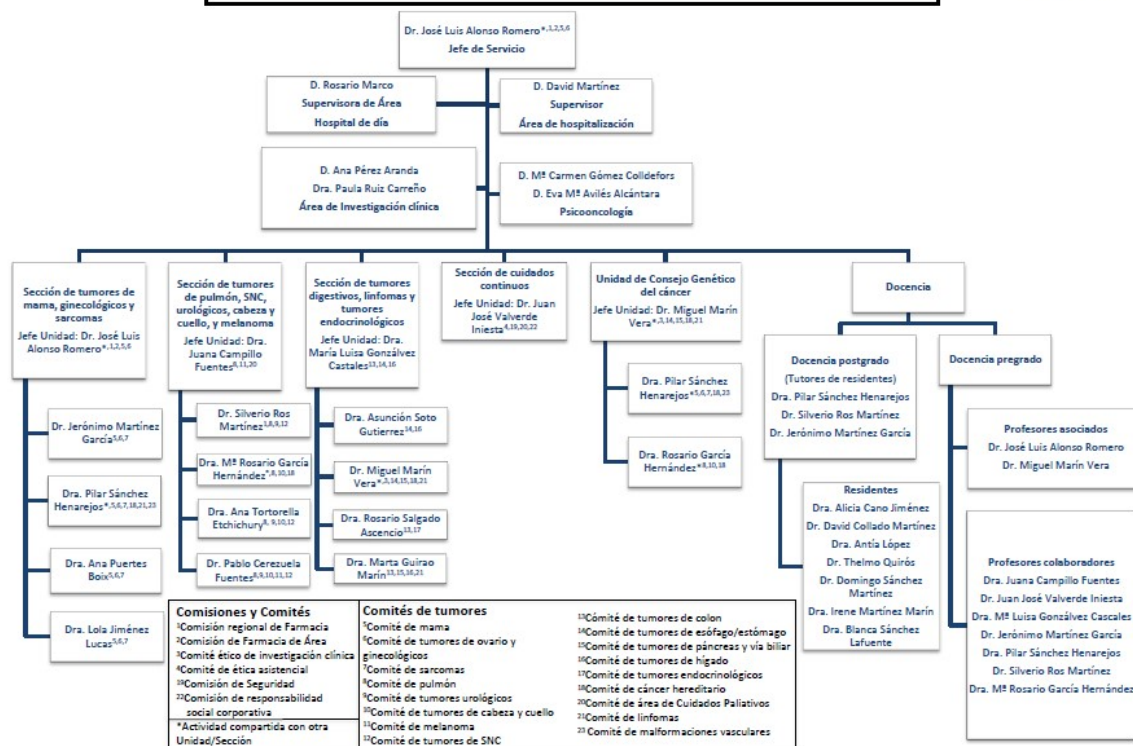 Dr. José Luis Alonso Romero*,1,2,5,6
Jefe de Servicio
D. Rosario Marco
Supervisora de Área
Hospital de día
D. David Martínez
Supervisor
Área de hospitalización
D. Ana Pérez Aranda
Dra. Paula Ruiz Carreño
Área de Investigación clínica
D. Mª Carmen Gómez Colldefors
D. Eva Mª Avilés Alcántara
Psicooncología
Sección de tumores de
mama, ginecológicos y
sarcomas
Jefe Unidad: Dr. José Luis
Alonso Romero*,1,2,5,6
Dr. Jerónimo Martínez
García5,6,7
Dra. Pilar Sánchez
Henarejos*,5,6,7,18,21,23
Dra. Ana Puertes
Boix5,6,7
Dra. Lola Jiménez
Lucas5,6,7
Sección de tumores
de pulmón, SNC,
urológicos, cabeza y
cuello, y melanoma
Jefe Unidad: Dra.
Juana Campillo
Fuentes8,11,20
Dr. Silverio Ros
Martínez1,8,9,12
Dra. Mª Rosario García
Hernández*,8,10,18
Dra. Ana Tortorella
Etchichury8, 9,10,12
Dr. Pablo Cerezuela
Fuentes8,9,10,11,12
Sección de tumores
digestivos, linfomas y
tumores
endocrinológicos
Jefe Unidad: Dra.
María Luisa Gonzálvez
Castales13,14,16
Dra. Asunción Soto
Gutierrez14,16
Dr. Miguel Marín
Vera*,3,14,15,18,21
Dra. Rosario Salgado
Ascencio13,17
Dra. Marta Guirao
Marín13,15,16,21
Sección de cuidados
continuos
Jefe Unidad: Dr. Juan
José Valverde
Iniesta4,19,20,22
Unidad de Consejo Genético
del cáncer
Jefe Unidad: Dr. Miguel Marín
Vera*,3,14,15,18,21
Dra. Pilar Sánchez
Henarejos*5,6,7,18,23
Dra. Rosario García
Hernández*8,10,18
Docencia
Docencia postgrado
(Tutores de residentes)
Dra. Pilar Sánchez Henarejos
Dr. Silverio Ros Martínez
Dr. Jerónimo Martínez García
Residentes
Dra. Alicia Cano Jiménez
Dr. David Collado Martínez
Dra. Antía López
Dr. Thelmo Quirós
Dr. Domingo Sánchez
Martínez
Dra. Irene Martínez Marín
Dra. Blanca Sánchez
Lafuente
Docencia pregrado
Profesores asociados
Dr. José Luis Alonso Romero
Dr. Miguel Marín Vera
Profesores colaboradores
Dra. Juana Campillo Fuentes
Dr. Juan José Valverde Iniesta
Dra. Mª Luisa Gonzálvez Cascales
Dr. Jerónimo Martínez García
Dra. Pilar Sánchez Henarejos
Dr. Silverio Ros Martínez
Dra. Mª Rosario García Hernández
Comisiones y Comités
1Comisión regional de Farmacia
2Comisión de Farmacia de Área
3Comité ético de investigación clínica
4Comité de ética asistencial
19Comisión de Seguridad
22Comisión de responsabilidad
social corporativa
*Actividad compartida con otra
Unidad/Sección
Comités de tumores
5Comité de mama
6Comité de tumores de ovario y
ginecológicos
7Comité de sarcomas
8Comité de pulmón
9Comité de tumores urológicos
10Comité de tumores de cabeza y cuello
11Comité de melanoma
12Comité de tumores de SNC
13Cómité de tumores de colon
14Comité de tumores de esófago/estómago
15Comité de tumores de páncreas y vía biliar
16Comité de tumores de hígado
17Comité de tumores endocrinológicos
18Comité de cáncer hereditario
20Comité de área de Cuidados Paliativos
21Comité de linfomas
23 Comité de malformaciones vasculares